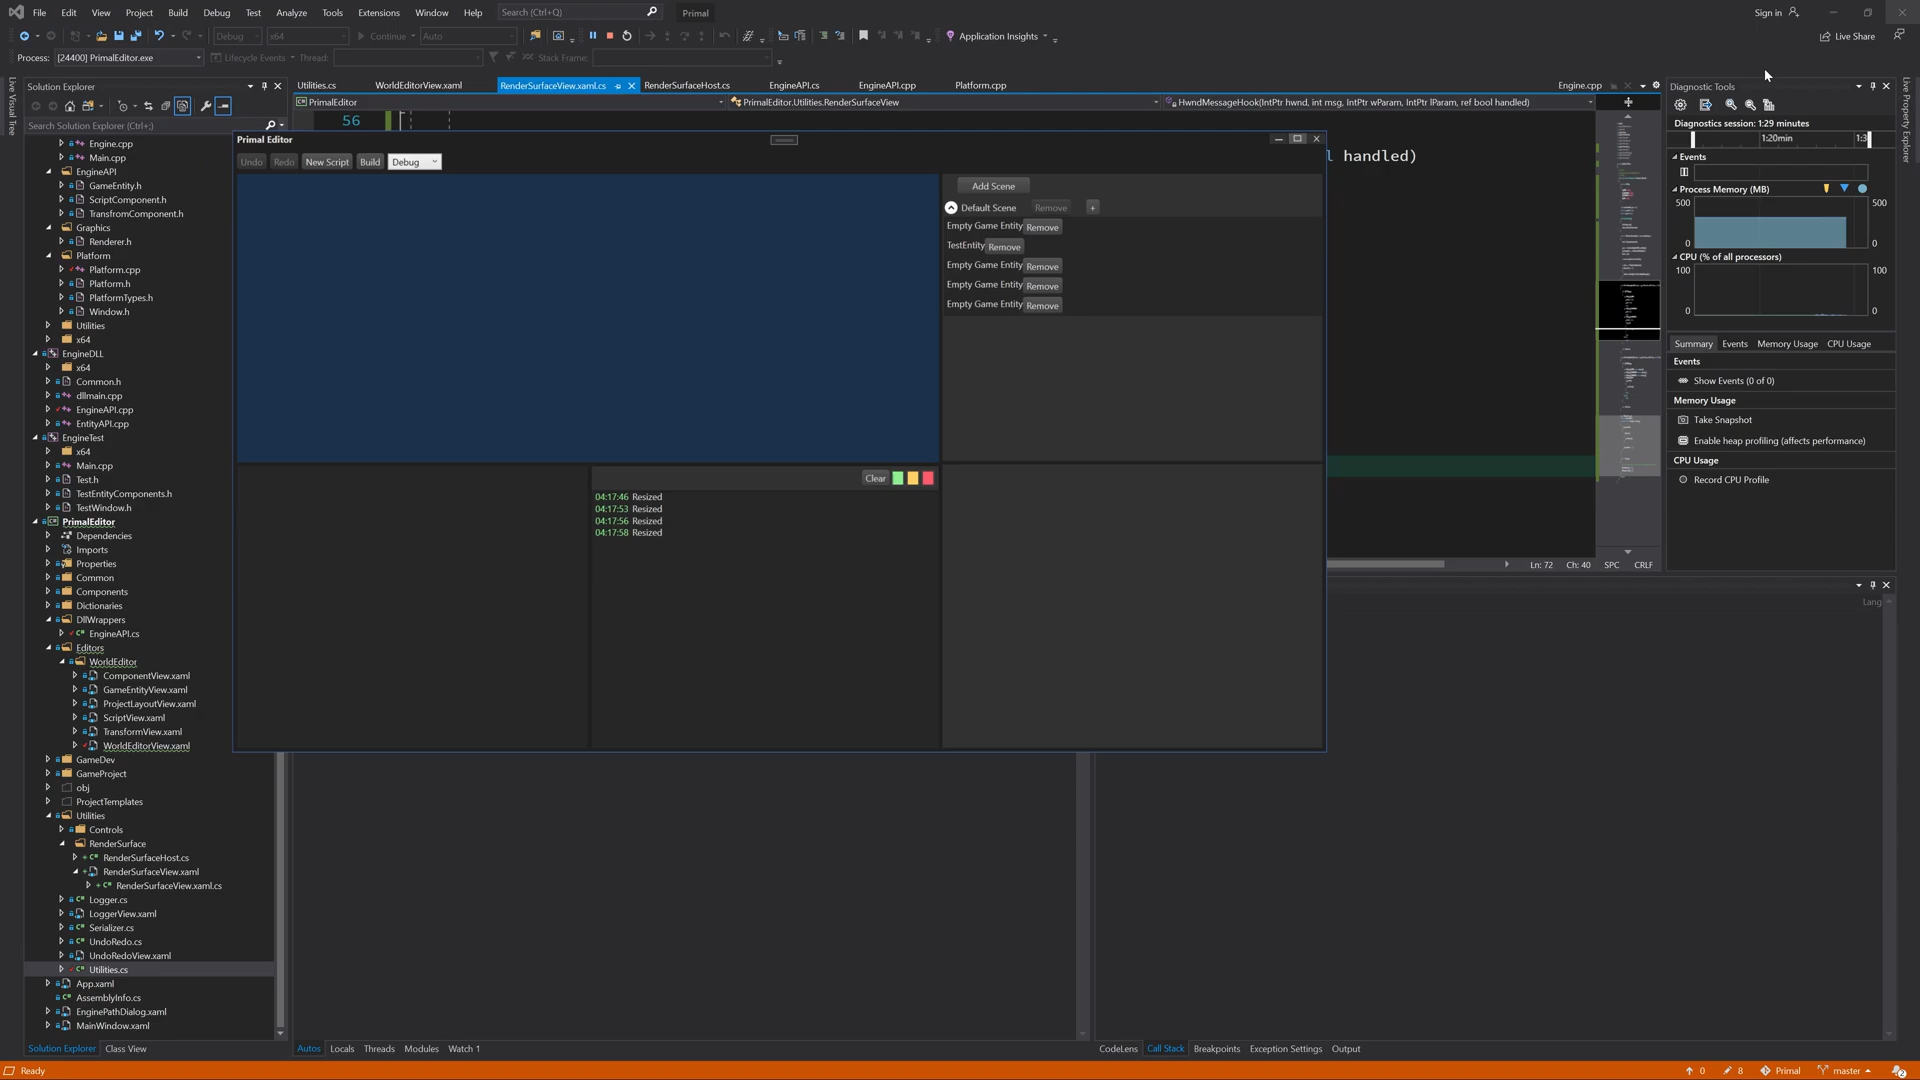 File Edit View Project Build Debug Test Analyze Tools Extensions Window Help Search (Ctrl+Q) Primal Sign in
Debug x64 Continue Auto Application Insights Live Share
Process: [24400] PrimalEditor.exe Lifecycle Events Thread: Stack Frame:
Live Visual Tree
Solution Explorer
Search Solution Explorer (Ctrl+;)
Engine.cpp
Main.cpp
EngineAPI
GameEntity.h
ScriptComponent.h
TransfromComponent.h
Graphics
Renderer.h
Platform
Platform.cpp
Platform.h
PlatformTypes.h
Window.h
Utilities
x64
EngineDLL
x64
Common.h
dllmain.cpp
EngineAPI.cpp
EntityAPI.cpp
EngineTest
x64
Main.cpp
Test.h
TestEntityComponents.h
TestWindow.h
PrimalEditor
Dependencies
Imports
Properties
Common
Components
Dictionaries
DllWrappers
EngineAPI.cs
Editors
WorldEditor
ComponentView.xaml
GameEntityView.xaml
ProjectLayoutView.xaml
ScriptView.xaml
TransformView.xaml
WorldEditorView.xaml
GameDev
GameProject
obj
ProjectTemplates
Utilities
Controls
RenderSurface
RenderSurfaceHost.cs
RenderSurfaceView.xaml
RenderSurfaceView.xaml.cs
Logger.cs
LoggerView.xaml
Serializer.cs
UndoRedo.cs
UndoRedoView.xaml
Utilities.cs
App.xaml
AssemblyInfo.cs
EnginePathDialog.xaml
MainWindow.xaml
Solution Explorer Class View
Utilities.cs WorldEditorView.xaml RenderSurfaceView.xaml.cs RenderSurfaceHost.cs EngineAPI.cs EngineAPI.cpp Platform.cpp Engine.cpp
PrimalEditor PrimalEditor.Utilities.RenderSurfaceView HwndMessageHook(IntPtr hwnd, int msg, IntPtr wParam, IntPtr lParam, ref bool handled)
56
l handled)
Primal Editor
Undo Redo New Script Build Debug
Add Scene
Default Scene Remove +
Empty Game Entity Remove
TestEntity Remove
Empty Game Entity Remove
Empty Game Entity Remove
Empty Game Entity Remove
Clear
04:17:46 Resized
04:17:53 Resized
04:17:56 Resized
04:17:58 Resized
Ln: 72 Ch: 40 SPC CRLF
Lang
Diagnostic Tools
Diagnostics session: 1:29 minutes
1:20min 1:3
Events
Process Memory (MB)
500 500
0 0
CPU (% of all processors)
100 100
0 0
Summary Events Memory Usage CPU Usage
Events
Show Events (0 of 0)
Memory Usage
Take Snapshot
Enable heap profiling (affects performance)
CPU Usage
Record CPU Profile
Live Property Explorer
Autos Locals Threads Modules Watch 1
CodeLens Call Stack Breakpoints Exception Settings Output
Ready 0 8 Primal master 2